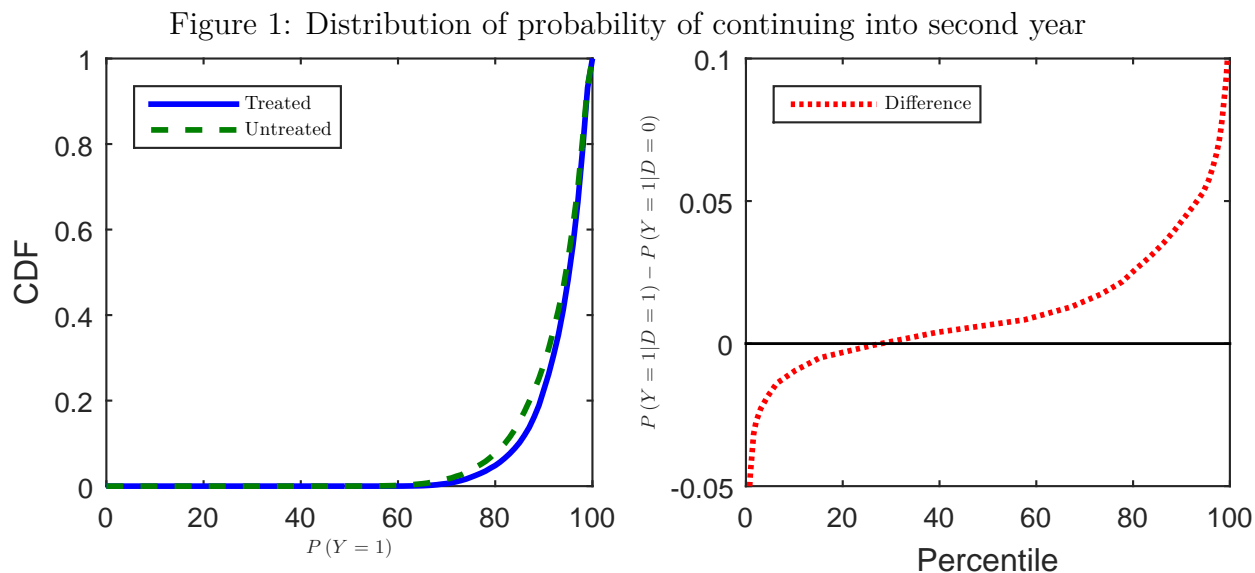 Figure 1: Distribution of probability of continuing into second year
1
0.8
0.6
0.4
0.2
0
CDF
Treated
Untreated
0 20 40 60 80 100
P (Y = 1)
0.1
0.05
0
-0.05
P (Y = 1|D = 1) − P (Y = 1|D = 0)
Difference
0 20 40 60 80 100
Percentile